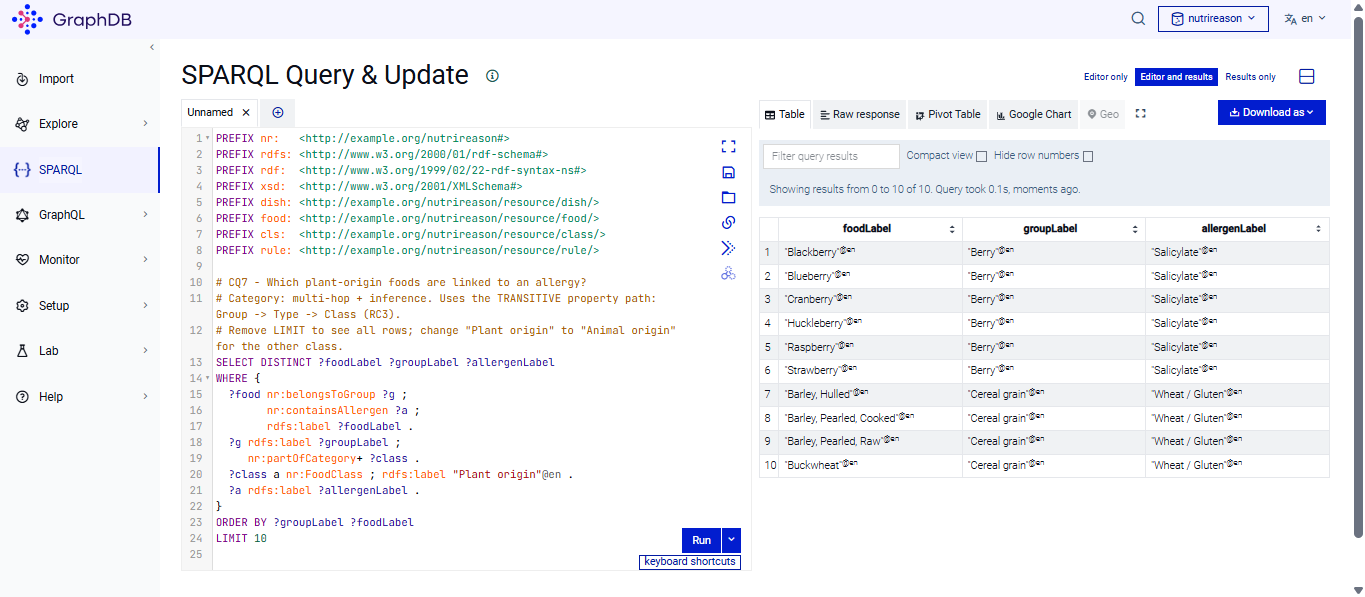 GraphDB
nutrireason
en
Import
Explore
SPARQL
GraphQL
Monitor
Setup
Lab
Help
SPARQL Query & Update
Editor only
Editor and results
Results only
Unnamed
1 PREFIX nr:   <http://example.org/nutrireason#>
2 PREFIX rdfs: <http://www.w3.org/2000/01/rdf-schema#>
3 PREFIX rdf:  <http://www.w3.org/1999/02/22-rdf-syntax-ns#>
4 PREFIX xsd:  <http://www.w3.org/2001/XMLSchema#>
5 PREFIX dish: <http://example.org/nutrireason/resource/dish/>
6 PREFIX food: <http://example.org/nutrireason/resource/food/>
7 PREFIX cls:  <http://example.org/nutrireason/resource/class/>
8 PREFIX rule: <http://example.org/nutrireason/resource/rule/>
9
10 # CQ7 - Which plant-origin foods are linked to an allergy?
11 # Category: multi-hop + inference. Uses the TRANSITIVE property path:
Group -> Type -> Class (RC3).
12 # Remove LIMIT to see all rows; change "Plant origin" to "Animal origin"
for the other class.
13 SELECT DISTINCT ?foodLabel ?groupLabel ?allergenLabel
14 WHERE {
15   ?food nr:belongsToGroup ?g ;
16         nr:containsAllergen ?a ;
17         rdfs:label ?foodLabel .
18   ?g rdfs:label ?groupLabel ;
19      nr:partOfCategory+ ?class .
20   ?class a nr:FoodClass ; rdfs:label "Plant origin"@en .
21   ?a rdfs:label ?allergenLabel .
22 }
23 ORDER BY ?groupLabel ?foodLabel
24 LIMIT 10
25
Run
keyboard shortcuts
Table
Raw response
Pivot Table
Google Chart
Geo
Download as
Filter query results
Compact view
Hide row numbers
Showing results from 0 to 10 of 10. Query took 0.1s, moments ago.
foodLabel groupLabel allergenLabel
1 "Blackberry"@en "Berry"@en "Salicylate"@en
2 "Blueberry"@en "Berry"@en "Salicylate"@en
3 "Cranberry"@en "Berry"@en "Salicylate"@en
4 "Huckleberry"@en "Berry"@en "Salicylate"@en
5 "Raspberry"@en "Berry"@en "Salicylate"@en
6 "Strawberry"@en "Berry"@en "Salicylate"@en
7 "Barley, Hulled"@en "Cereal grain"@en "Wheat / Gluten"@en
8 "Barley, Pearled, Cooked"@en "Cereal grain"@en "Wheat / Gluten"@en
9 "Barley, Pearled, Raw"@en "Cereal grain"@en "Wheat / Gluten"@en
10 "Buckwheat"@en "Cereal grain"@en "Wheat / Gluten"@en